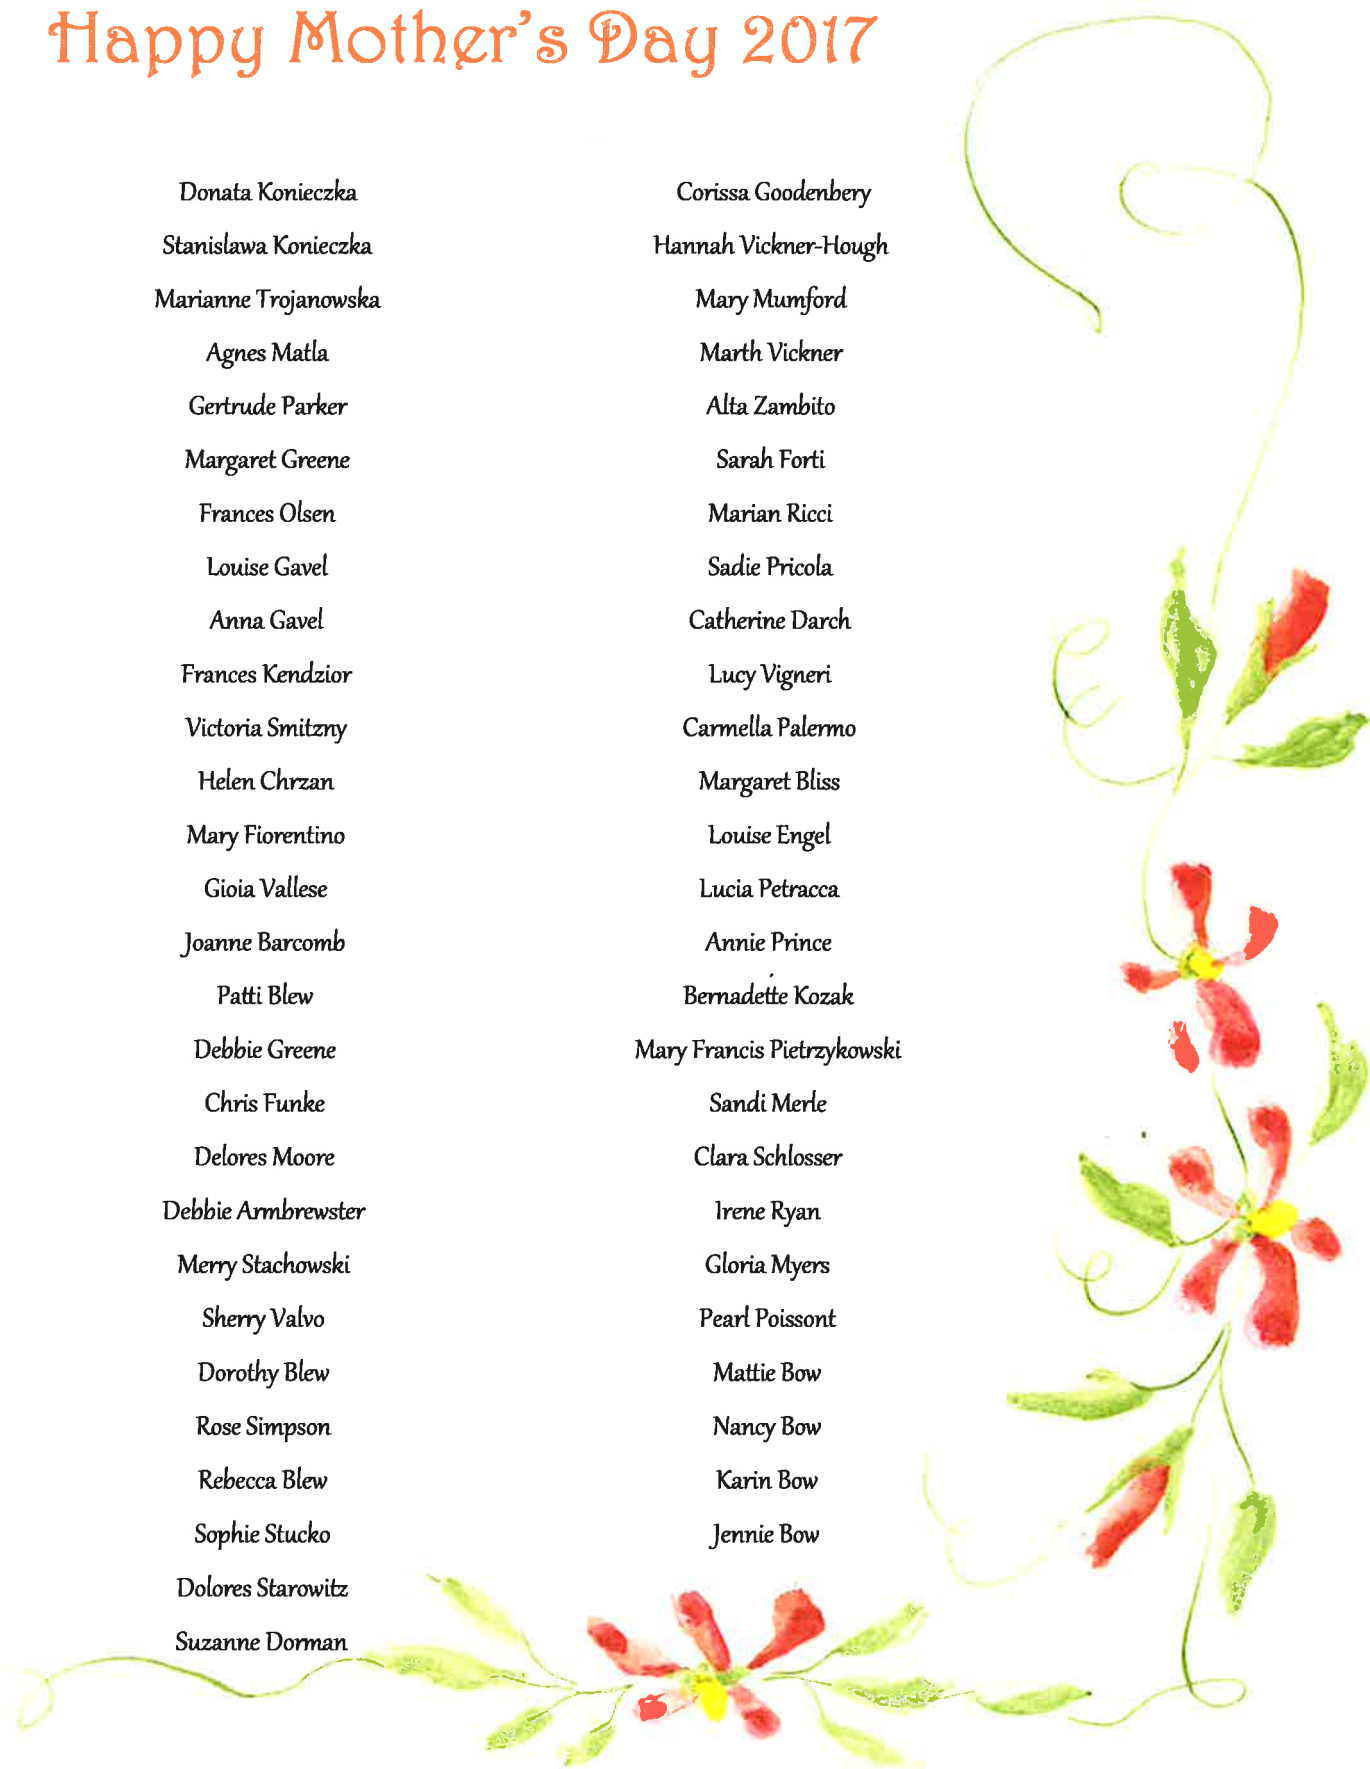 Happy Mother's Day 2017
Donata Konieczka
Stanislawa Konieczka
Marianne Trojanowska
Agnes Matla
Gertrude Parker
Margaret Greene
Frances Olsen
Louise Gavel
Anna Gavel
Frances Kendzior
Victoria Smitzny
Helen Chrzan
Mary Fiorentino
Gioia Vallese
Joanne Barcomb
Patti Blew
Debbie Greene
Chris Funke
Delores Moore
Debbie Armbrewster
Merry Stachowski
Sherry Valvo
Dorothy Blew
Rose Simpson
Rebecca Blew
Sophie Stucko
Dolores Starowitz
Suzanne Dorman
Corissa Goodenbery
Hannah Vickner-Hough
Mary Mumford
Marth Vickner
Alta Zambito
Sarah Forti
Marian Ricci
Sadie Pricola
Catherine Darch
Lucy Vigneri
Carmella Palermo
Margaret Bliss
Louise Engel
Lucia Petracca
Annie Prince
Bernadette Kozak
Mary Francis Pietrzykowski
Sandi Merle
Clara Schlosser
Irene Ryan
Gloria Myers
Pearl Poissont
Mattie Bow
Nancy Bow
Karin Bow
Jennie Bow